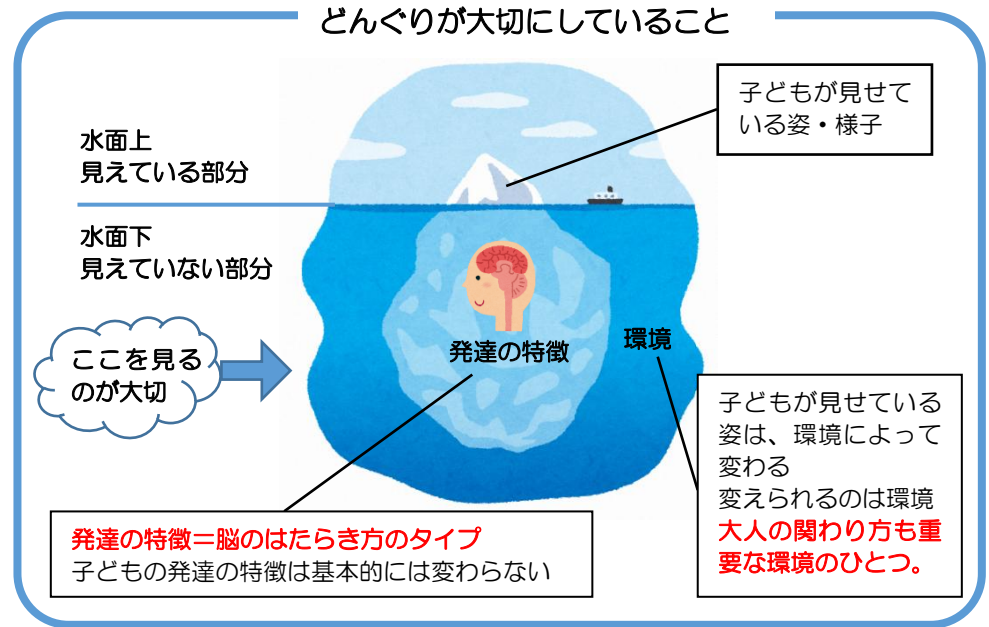 どんぐりが大切にしていること
子どもが見せて
いる姿・様子
水面上
見えている部分
水面下
見えていない部分
ここを見る
のが大切
発達の特徴
環境
子どもが見せている
姿は、環境によって
変わる
変えられるのは環境
大人の関わり方も重
要な環境のひとつ。
発達の特徴＝脳のはたらき方のタイプ
子どもの発達の特徴は基本的には変わらない